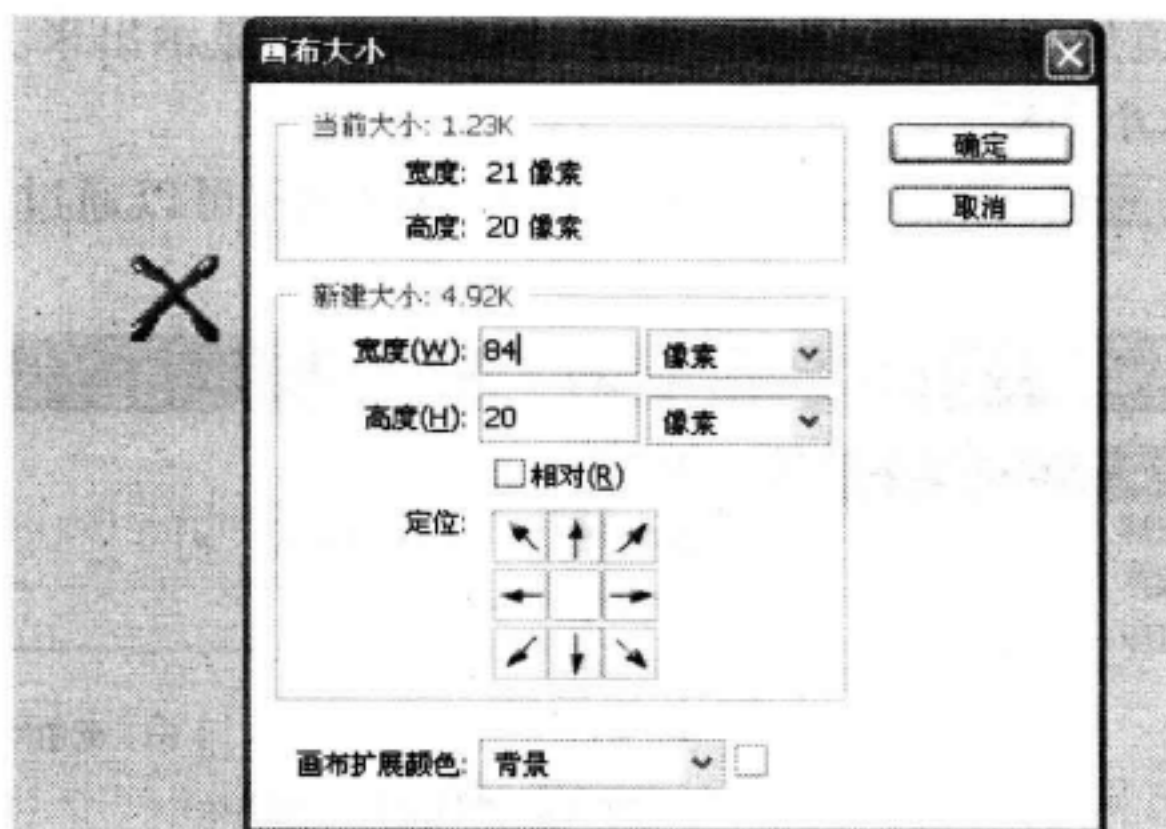 画布大小
当前大小: 1.23K
确定
宽度: 21 像素
取消
高度: 20 像素
新建大小: 4.92K
宽度(W): 84 像素
高度(H): 20 像素
相对(R)
定位:
画布扩展颜色: 背景